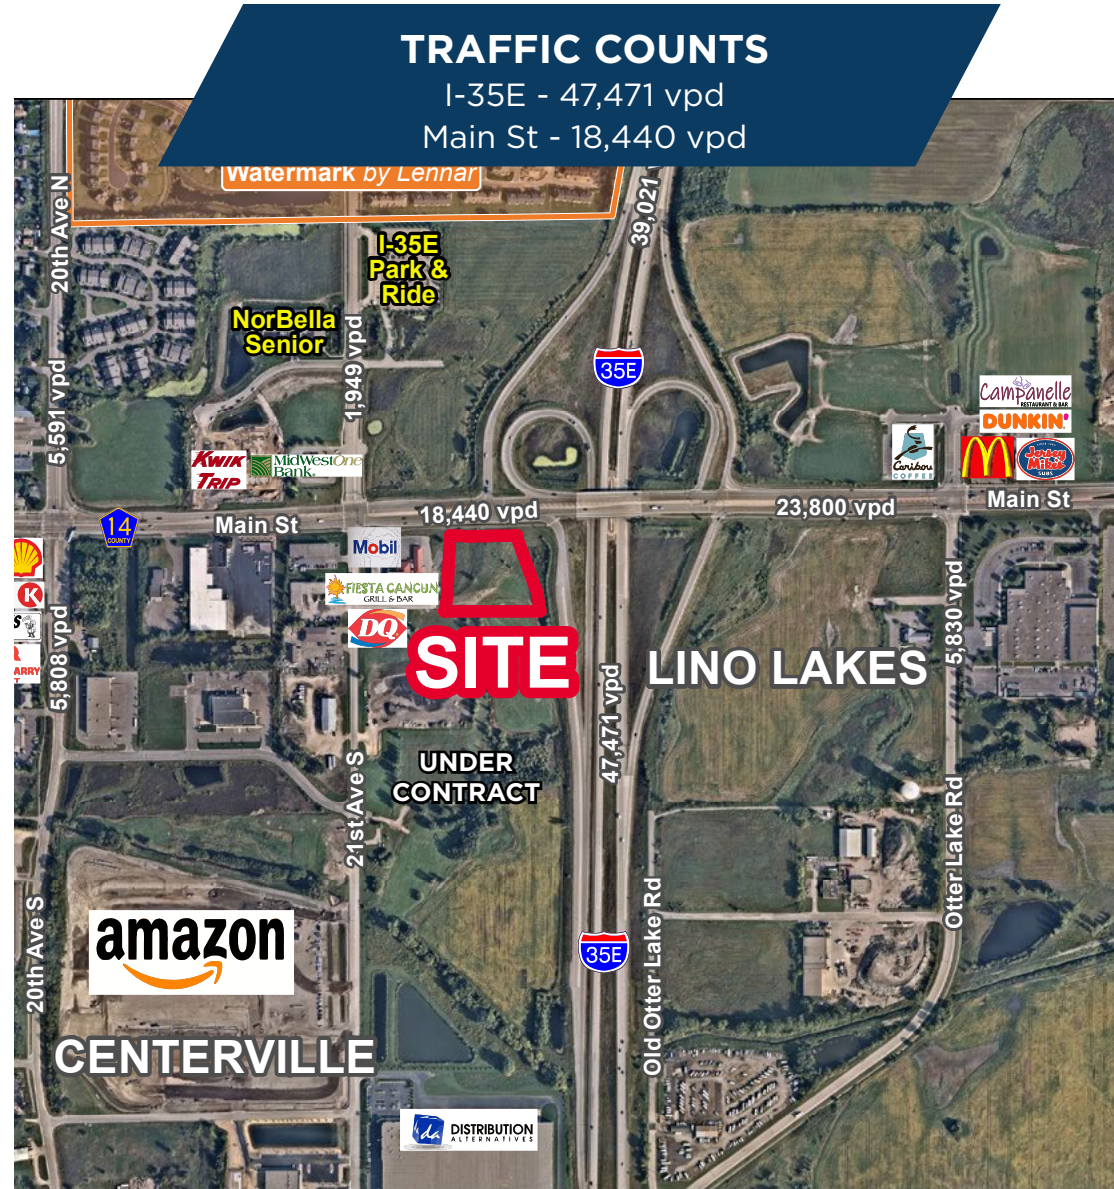 TRAFFIC COUNTS
I-35E - 47,471 vpd
Main St - 18,440 vpd
Watermark by Lennar
20th Ave N
39,021
I-35E
Park &
Ride
NorBella
Senior
1,949 vpd
5,591 vpd
35E
Campanelle
RESTAURANT & BAR
DUNKIN'
Caribou
COFFEE
Jersey
Mike's
SUBS
KWIK
TRIP
MidWestOne
Bank
18,440 vpd
23,800 vpd
Main St
Main St
14
COUNTY
Mobil
FIESTA CANCUN
GRILL & BAR
DQ
K
ARRY
T
5,808 vpd
SITE
LINO LAKES
5,830 vpd
47,471 vpd
UNDER
CONTRACT
21st Ave S
Otter Lake Rd
Old Otter Lake Rd
20th Ave S
amazon
35E
CENTERVILLE
da
DISTRIBUTION
ALTERNATIVES